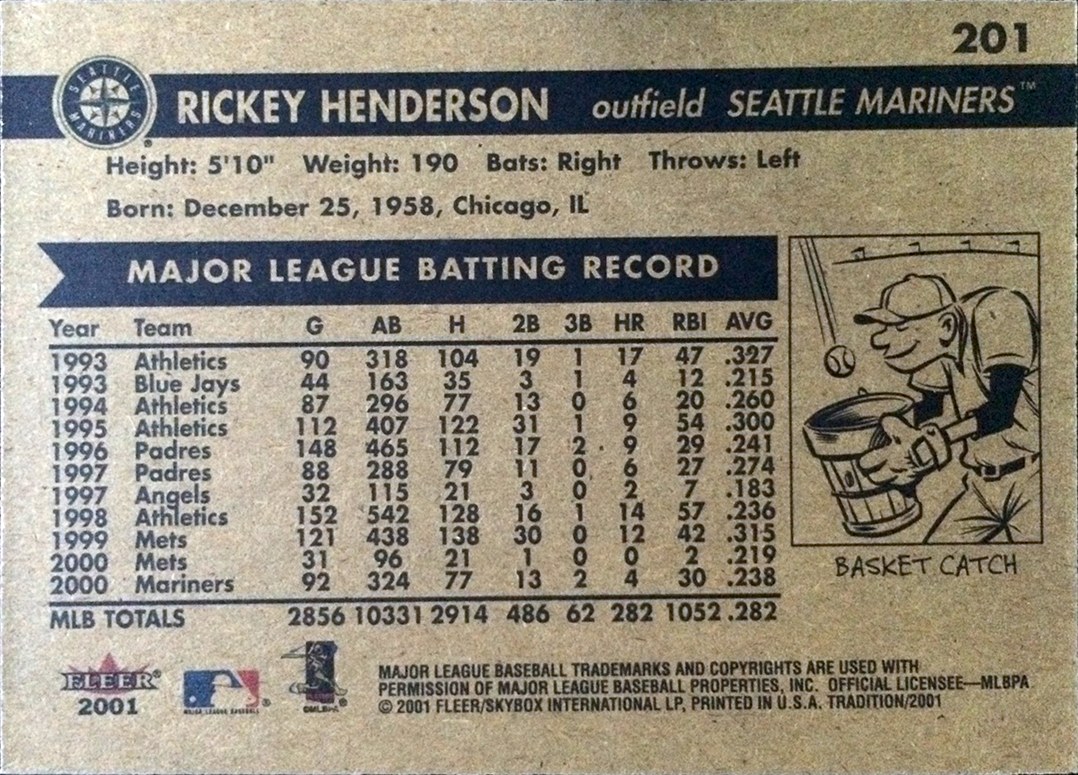 201
SEATTLE MARINERS
RICKEY HENDERSON outfield SEATTLE MARINERS™
Height: 5'10" Weight: 190 Bats: Right Throws: Left
Born: December 25, 1958, Chicago, IL
MAJOR LEAGUE BATTING RECORD
Year Team G AB H 2B 3B HR RBI AVG
1993 Athletics 90 318 104 19 1 17 47 .327
1993 Blue Jays 44 163 35 3 1 4 12 .215
1994 Athletics 87 296 77 13 0 6 20 .260
1995 Athletics 112 407 122 31 1 9 54 .300
1996 Padres 148 465 112 17 2 9 29 .241
1997 Padres 88 288 79 11 0 6 27 .274
1997 Angels 32 115 21 3 0 2 7 .183
1998 Athletics 152 542 128 16 1 14 57 .236
1999 Mets 121 438 138 30 0 12 42 .315
2000 Mets 31 96 21 1 0 0 2 .219
2000 Mariners 92 324 77 13 2 4 30 .238
MLB TOTALS 2856 10331 2914 486 62 282 1052 .282
BASKET CATCH
FLEER®
2001
MAJOR LEAGUE BASEBALL®
©MLBPA
MAJOR LEAGUE BASEBALL TRADEMARKS AND COPYRIGHTS ARE USED WITH
PERMISSION OF MAJOR LEAGUE BASEBALL PROPERTIES, INC. OFFICIAL LICENSEE—MLBPA
© 2001 FLEER/SKYBOX INTERNATIONAL LP, PRINTED IN U.S.A. TRADITION/2001